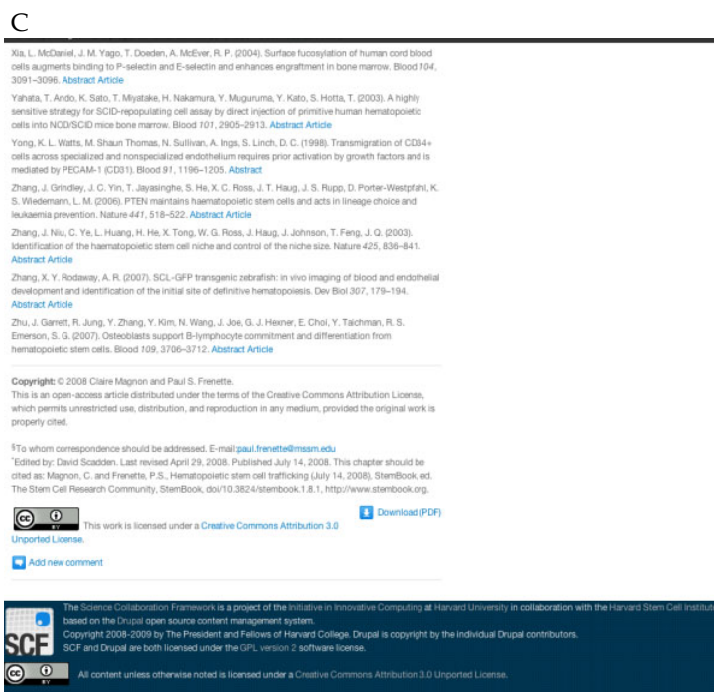 C
Xia, L. McDaniel, J. M. Yago, T. Doeden, A. McEver, R. P. (2004). Surface fucosylation of human cord blood
cells augments binding to P-selectin and E-selectin and enhances engraftment in bone marrow. Blood 104,
3091–3096. Abstract Article
Yahata, T. Ando, K. Sato, T. Miyatake, H. Nakamura, Y. Muguruma, Y. Kato, S. Hotta, T. (2003). A highly
sensitive strategy for SCID-repopulating cell assay by direct injection of primitive human hematopoietic
cells into NOD/SCID mice bone marrow. Blood 101, 2905–2913. Abstract Article
Yong, K. L. Watts, M. Shaun Thomas, N. Sullivan, A. Ings, S. Linch, D. C. (1998). Transmigration of CD34+
cells across specialized and nonspecialized endothelium requires prior activation by growth factors and is
mediated by PECAM-1 (CD31). Blood 91, 1196–1205. Abstract
Zhang, J. Grindley, J. C. Yin, T. Jayasinghe, S. He, X. C. Ross, J. T. Haug, J. S. Rupp, D. Porter-Westpfahl, K.
S. Wiedemann, L. M. (2006). PTEN maintains haematopoietic stem cells and acts in lineage choice and
leukaemia prevention. Nature 441, 518–522. Abstract Article
Zhang, J. Niu, C. Ye, L. Huang, H. He, X. Tong, W. G. Ross, J. Haug, J. Johnson, T. Feng, J. Q. (2003).
Identification of the haematopoietic stem cell niche and control of the niche size. Nature 425, 836–841.
Abstract Article
Zhang, X. Y. Rodaway, A. R. (2007). SCL-GFP transgenic zebrafish: in vivo imaging of blood and endothelial
development and identification of the initial site of definitive hematopoiesis. Dev Biol 307, 179–194.
Abstract Article
Zhu, J. Garrett, R. Jung, Y. Zhang, Y. Kim, N. Wang, J. Joe, G. J. Hexner, E. Choi, Y. Taichman, R. S.
Emerson, S. G. (2007). Osteoblasts support B-lymphocyte commitment and differentiation from
hematopoietic stem cells. Blood 109, 3706–3712. Abstract Article
Copyright: © 2008 Claire Magnon and Paul S. Frenette.
This is an open-access article distributed under the terms of the Creative Commons Attribution License,
which permits unrestricted use, distribution, and reproduction in any medium, provided the original work is
properly cited.
§To whom correspondence should be addressed. E-mail:paul.frenette@mssm.edu
*Edited by: David Scadden. Last revised April 29, 2008. Published July 14, 2008. This chapter should be
cited as: Magnon, C. and Frenette, P.S., Hematopoietic stem cell trafficking (July 14, 2008), StemBook, ed.
The Stem Cell Research Community, StemBook, doi/10.3824/stembook.1.8.1, http://www.stembook.org.
Download (PDF)
cc BY This work is licensed under a Creative Commons Attribution 3.0
Unported License.
Add new comment
The Science Collaboration Framework is a project of the Initiative in Innovative Computing at Harvard University in collaboration with the Harvard Stem Cell Institute
based on the Drupal open source content management system.
Copyright 2008-2009 by The President and Fellows of Harvard College. Drupal is copyright by the individual Drupal contributors.
SCF and Drupal are both licensed under the GPL version 2 software license.
SCF
cc BY All content unless otherwise noted is licensed under a Creative Commons Attribution 3.0 Unported License.